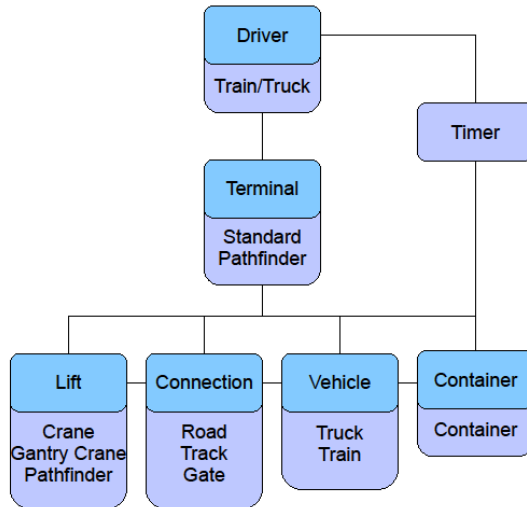 Driver
Train/Truck
Timer
Terminal
Standard
Pathfinder
Lift
Crane
Gantry Crane
Pathfinder
Connection
Road
Track
Gate
Vehicle
Truck
Train
Container
Container